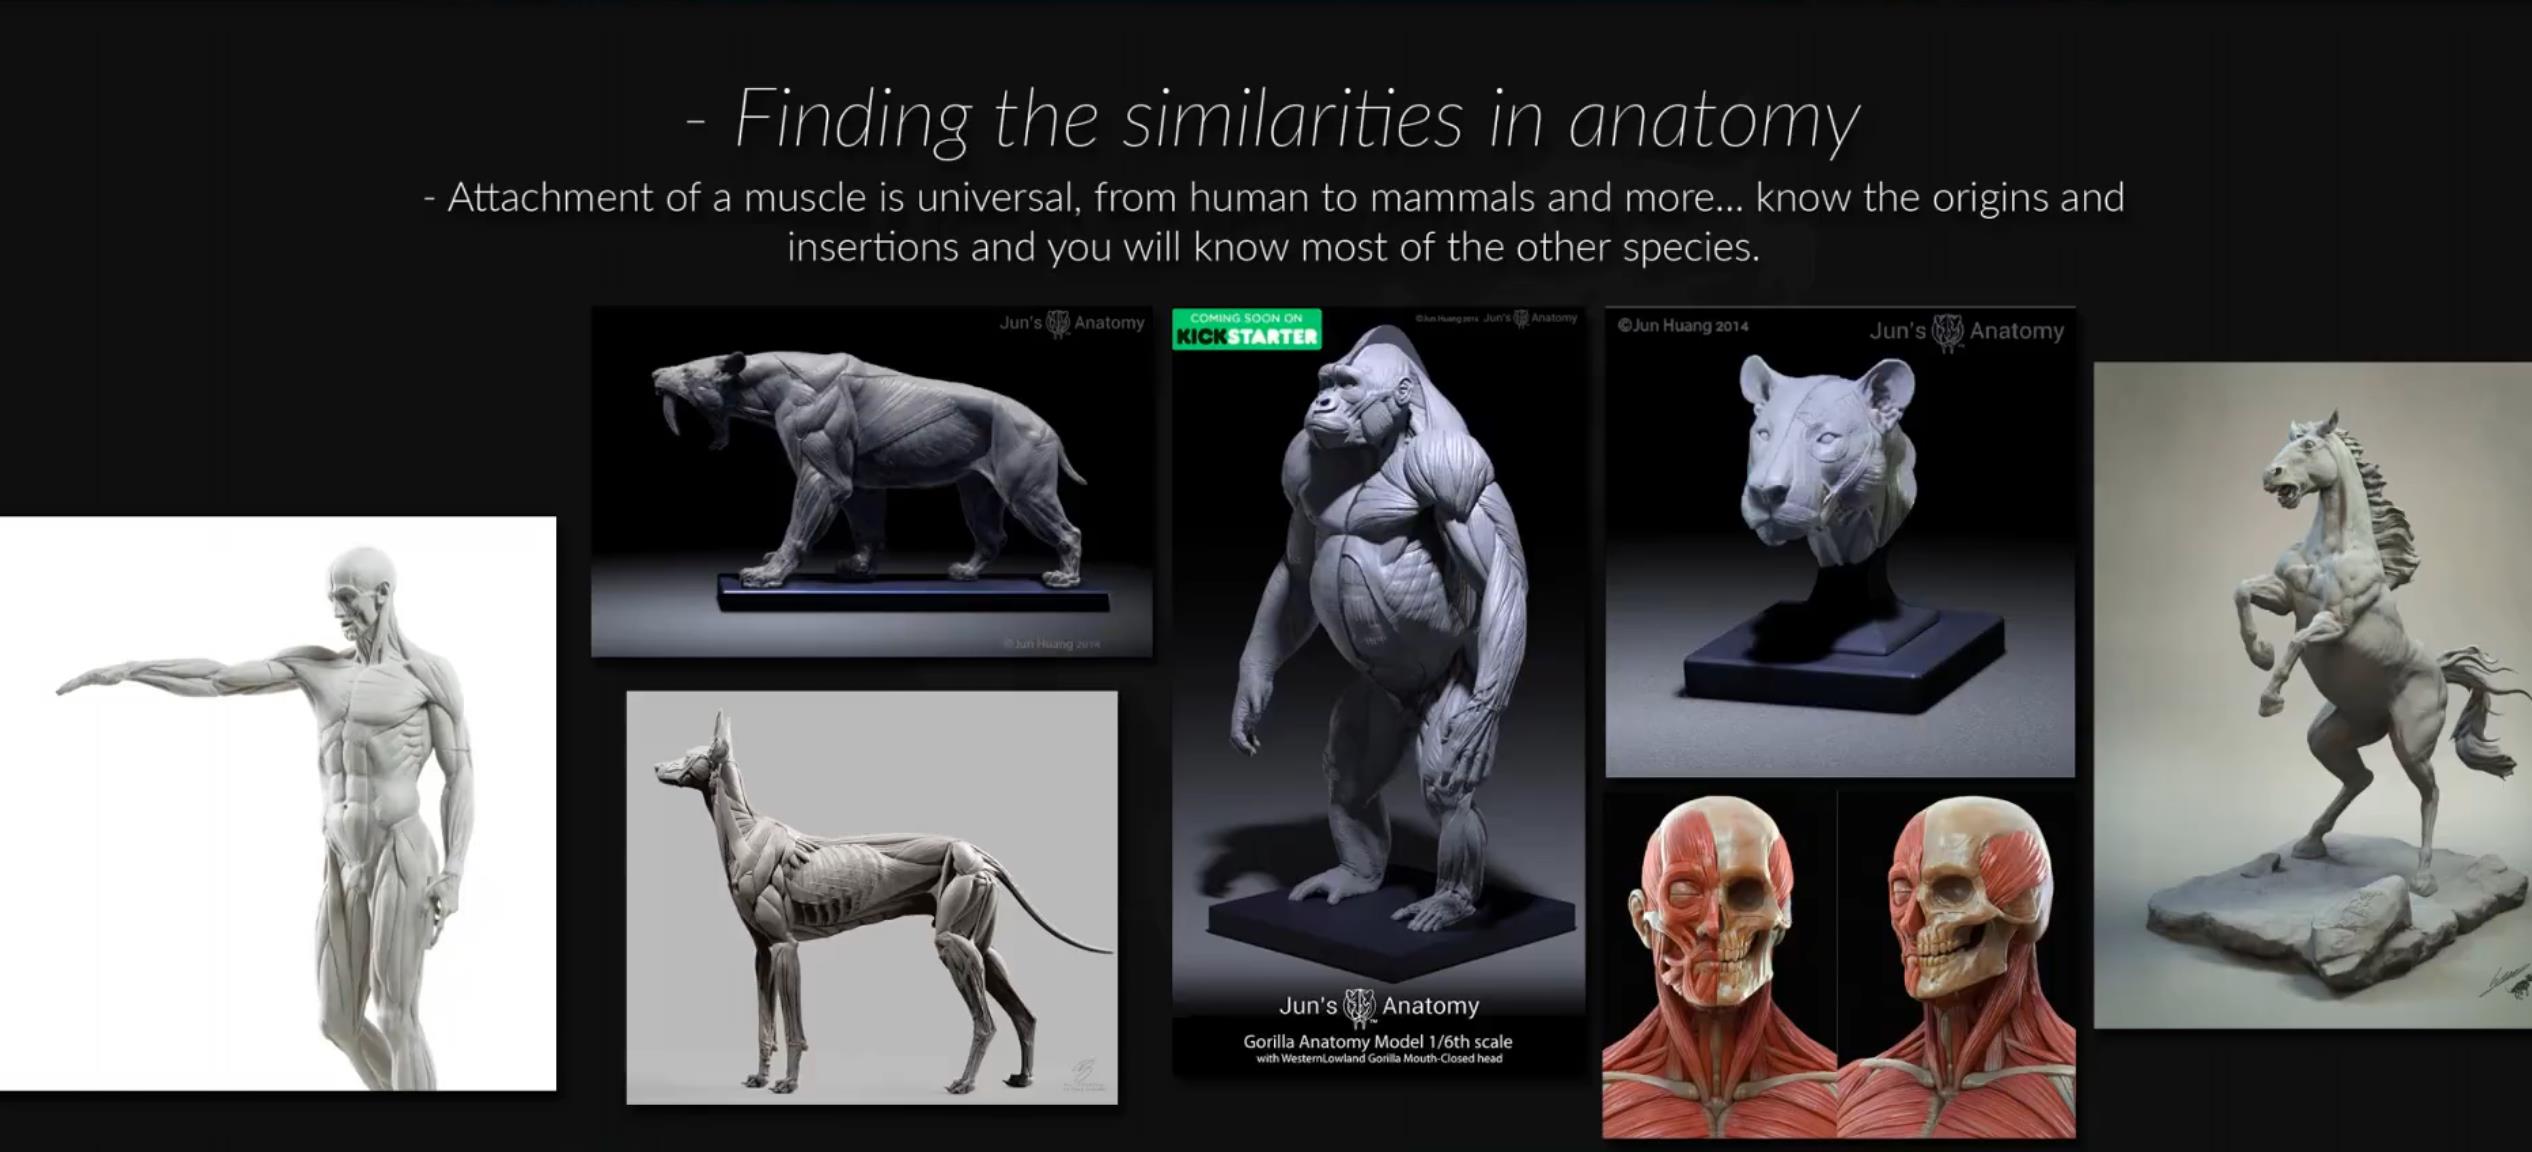 - Finding the similarities in anatomy
- Attachment of a muscle is universal, from human to mammals and more... know the origins and
insertions and you will know most of the other species.
Jun's Anatomy
©Jun Huang 2014
COMING SOON ON
KICKSTARTER
©Jun Huang 2014 Jun's Anatomy
Jun's Anatomy
Gorilla Anatomy Model 1/6th scale
with WesternLowland Gorilla Mouth-Closed head
©Jun Huang 2014
Jun's Anatomy